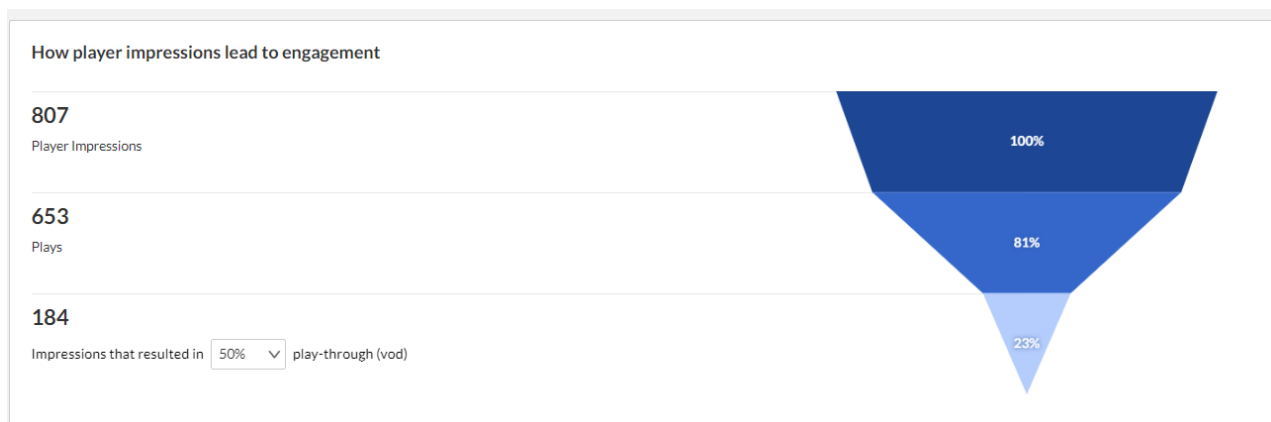 How player impressions lead to engagement
807
Player Impressions
100%
653
Plays
81%
184
Impressions that resulted in 50% play-through (vod)
23%